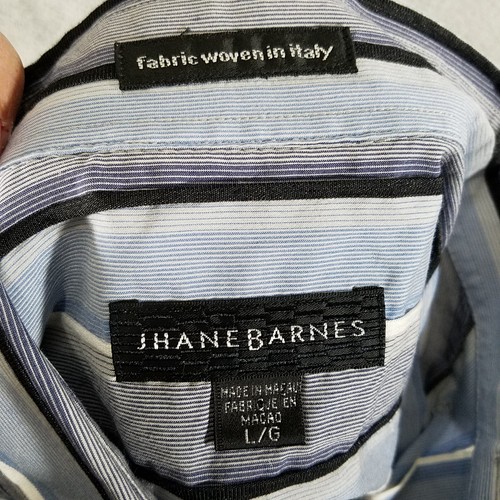 fabric woven in italy
JHANEBARNES
MADE IN MACAU
FABRIQUE EN
MACAO
L/G